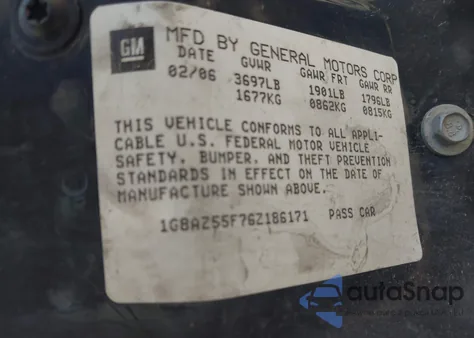 GM
MFD BY GENERAL MOTORS CORP
DATE GVWR GAWR FRT GAWR RR
02/06 3697LB 1901LB 1796LB
1677KG 0862KG 0815KG
THIS VEHICLE CONFORMS TO ALL APPLI-
CABLE U.S. FEDERAL MOTOR VEHICLE
SAFETY, BUMPER, AND THEFT PREVENTION
STANDARDS IN EFFECT ON THE DATE OF
MANUFACTURE SHOWN ABOVE.
1G8AZ55F76Z186171 PASS CAR
autoSnap